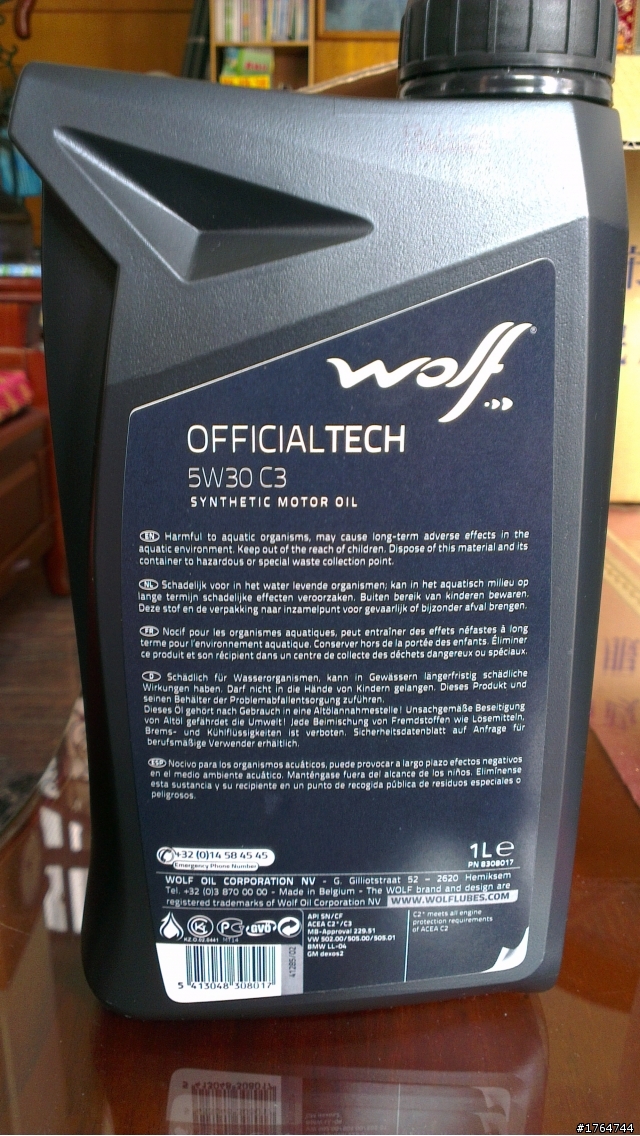 wolf
OFFICIALTECH
5W30 C3
SYNTHETIC MOTOR OIL
EN Harmful to aquatic organisms, may cause long-term adverse effects in the
aquatic environment. Keep out of the reach of children. Dispose of this material and its
container to hazardous or special waste collection point.
NL Schadelijk voor in het water levende organismen; kan in het aquatisch milieu op
lange termijn schadelijke effecten veroorzaken. Buiten bereik van kinderen bewaren.
Deze stof en de verpakking naar inzamelpunt voor gevaarlijk of bijzonder afval brengen.
FR Nocif pour les organismes aquatiques, peut entraîner des effets néfastes à long
terme pour l'environnement aquatique. Conserver hors de la portée des enfants. Éliminer
ce produit et son récipient dans un centre de collecte des déchets dangereux ou spéciaux.
D Schädlich für Wasserorganismen, kann in Gewässern längerfristig schädliche
Wirkungen haben. Darf nicht in die Hände von Kindern gelangen. Dieses Produkt und
seinen Behälter der Problemabfallentsorgung zuführen.
Dieses Öl gehört nach Gebrauch in eine Altölannahmestelle! Unsachgemäße Beseitigung
von Altöl gefährdet die Umwelt! Jede Beimischung von Fremdstoffen wie Lösemitteln,
Brems- und Kühlflüssigkeiten ist verboten. Sicherheitsdatenblatt auf Anfrage für
berufsmäßige Verwender erhältlich.
ESP Nocivo para los organismos acuáticos, puede provocar a largo plazo efectos negativos
en el medio ambiente acuático. Manténgase fuera del alcance de los niños. Elimínense
esta sustancia y su recipiente en un punto de recogida pública de residuos especiales o
peligrosos.
+32 (0)14 58 45 45
Emergency Phone Number
1L e
PN 8308017
WOLF OIL CORPORATION NV - G. Gilliotstraat 52 - 2620 Hemiksem
Tel. +32 (0)3 870 00 00 - Made in Belgium - The WOLF brand and design are
registered trademarks of Wolf Oil Corporation NV WWW.WOLFLUBES.COM
API SN/CF
ACEA C2*/C3
MB-Approval 229.51
VW 502.00/505.00/505.01
BMW LL-04
GM dexos2
C2* meets all engine
protection requirements
of ACEA C2
5 413048 308017
#1764744